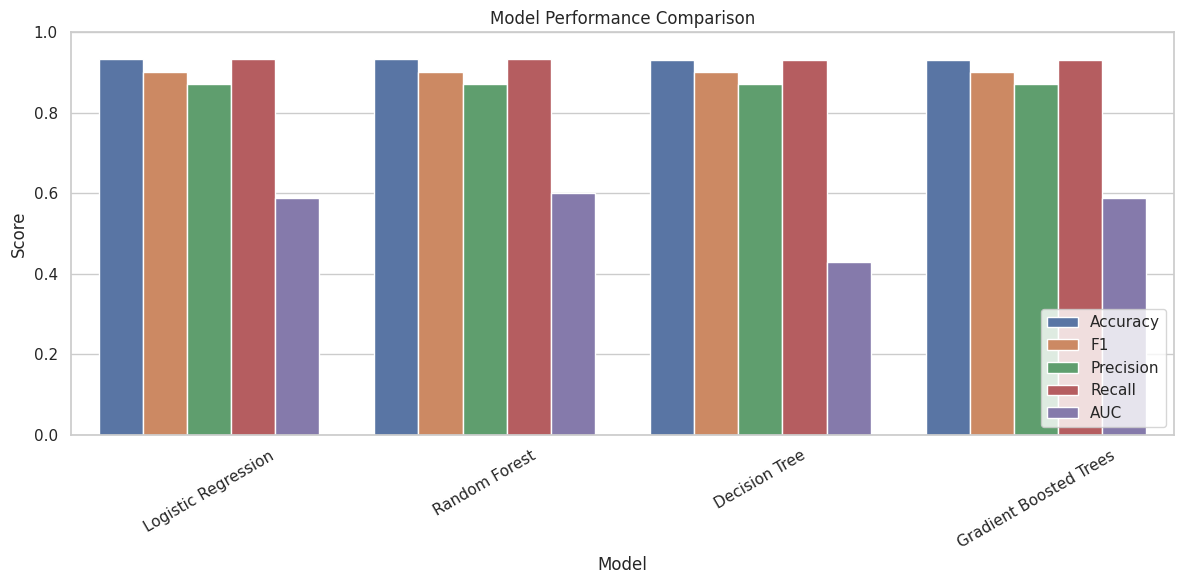 Model Performance Comparison
1.0
0.8
0.6
0.4
0.2
0.0
Score
Accuracy
F1
Precision
Recall
AUC
Logistic Regression
Random Forest
Decision Tree
Gradient Boosted Trees
Model